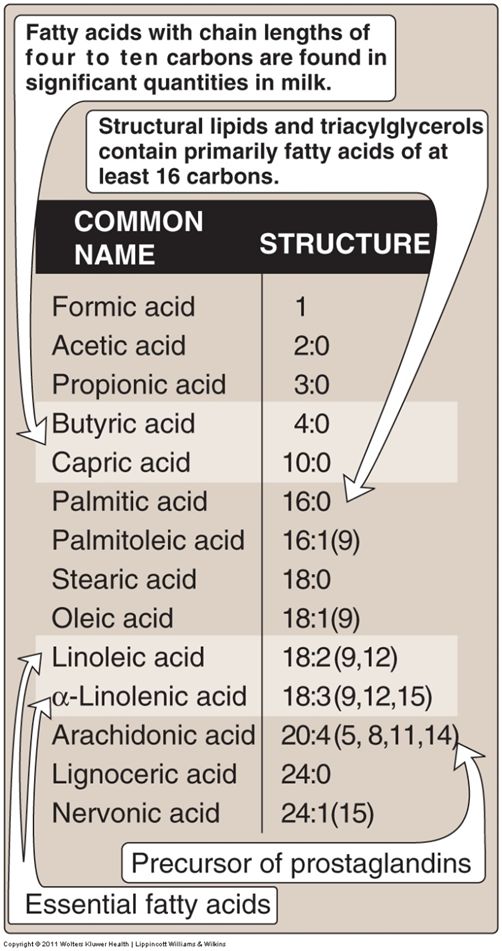 Fatty acids with chain lengths of
four to ten carbons are found in
significant quantities in milk.
Structural lipids and triacylglycerols
contain primarily fatty acids of at
least 16 carbons.
COMMON
NAME
STRUCTURE
Formic acid 1
Acetic acid 2:0
Propionic acid 3:0
Butyric acid 4:0
Capric acid 10:0
Palmitic acid 16:0
Palmitoleic acid 16:1(9)
Stearic acid 18:0
Oleic acid 18:1(9)
Linoleic acid 18:2(9,12)
α-Linolenic acid 18:3(9,12,15)
Arachidonic acid 20:4(5, 8,11,14)
Lignoceric acid 24:0
Nervonic acid 24:1(15)
Precursor of prostaglandins
Essential fatty acids
Copyright © 2011 Wolters Kluwer Health | Lippincott Williams & Wilkins